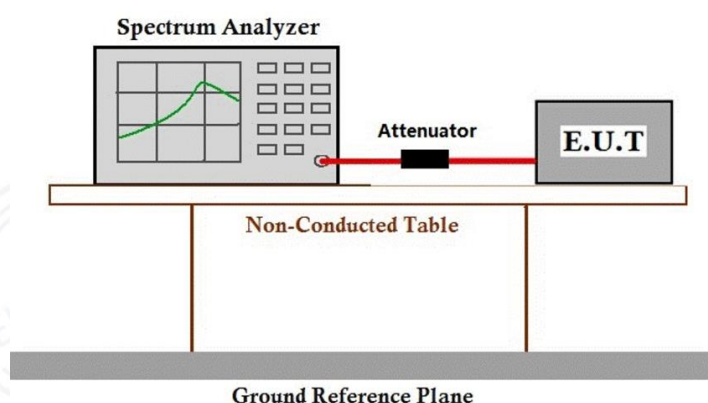 Spectrum Analyzer
Attenuator
E.U.T
Non-Conducted Table
Ground Reference Plane